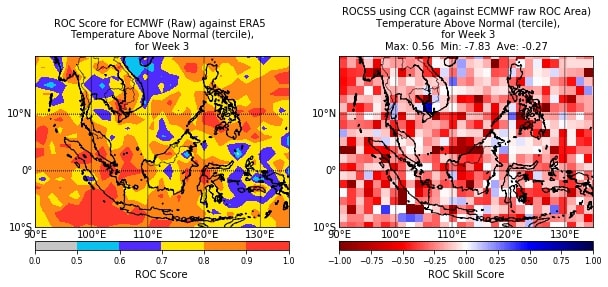 ROC Score for ECMWF (Raw) against ERA5
Temperature Above Normal (tercile),
for Week 3
10°N
0°
10°S
90°E 100°E 110°E 120°E 130°E
0.0 0.5 0.6 0.7 0.8 0.9 1.0
ROC Score
ROCSS using CCR (against ECMWF raw ROC Area)
Temperature Above Normal (tercile),
for Week 3
Max: 0.56 Min: -7.83 Ave: -0.27
10°N
0°
10°S
90°E 100°E 110°E 120°E 130°E
−1.00 −0.75 −0.50 −0.25 0.00 0.25 0.50 0.75 1.00
ROC Skill Score